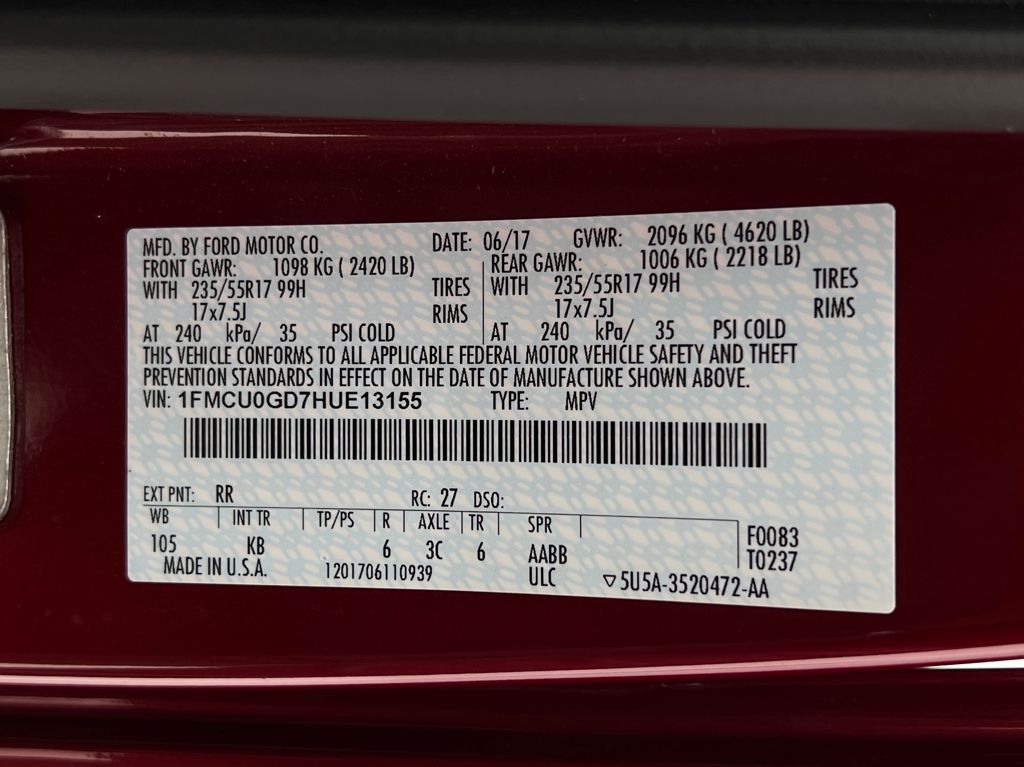 MFD. BY FORD MOTOR CO. DATE: 06/17 GVWR: 2096 KG ( 4620 LB)
FRONT GAWR: 1098 KG ( 2420 LB) REAR GAWR: 1006 KG ( 2218 LB)
WITH 235/55R17 99H TIRES WITH 235/55R17 99H TIRES
17x7.5J RIMS 17x7.5J RIMS
AT 240 kPa/ 35 PSI COLD AT 240 kPa/ 35 PSI COLD
THIS VEHICLE CONFORMS TO ALL APPLICABLE FEDERAL MOTOR VEHICLE SAFETY AND THEFT
PREVENTION STANDARDS IN EFFECT ON THE DATE OF MANUFACTURE SHOWN ABOVE.
VIN: 1FMCU0GD7HUE13155 TYPE: MPV
EXT PNT: RR RC: 27 DSO:
WB INT TR TP/PS R AXLE TR SPR F0083
105 KB 6 3C 6 AABB T0237
MADE IN U.S.A. 1201706110939 ULC ▽5U5A-3520472-AA